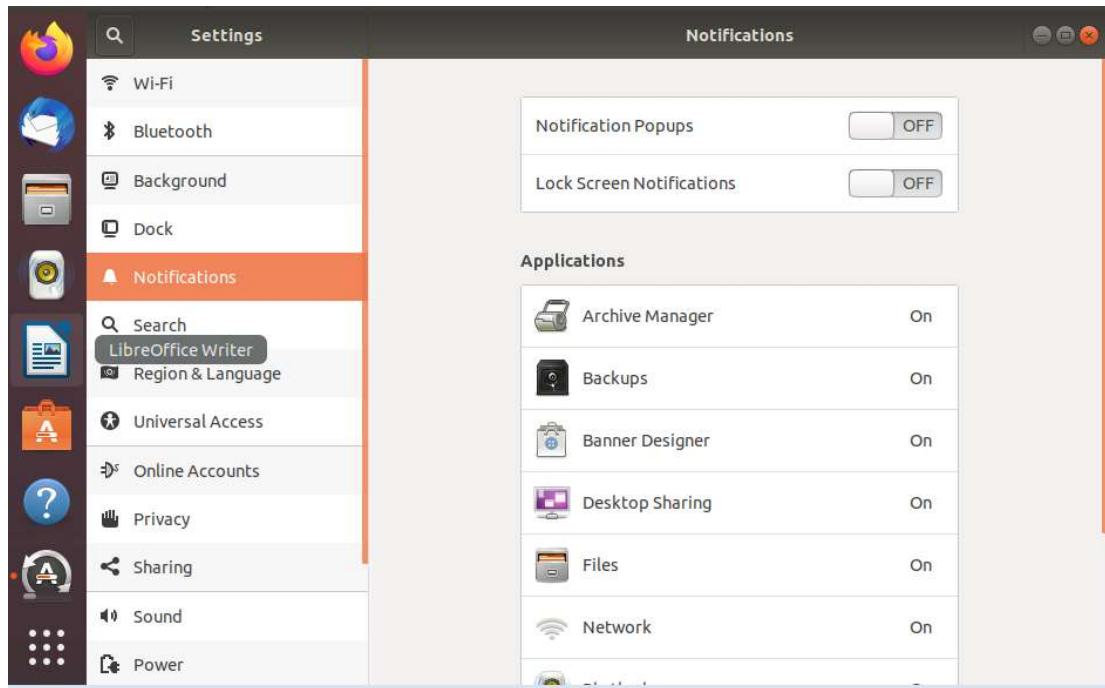 Settings
Notifications
Wi-Fi
Bluetooth
Background
Dock
Notifications
Search
LibreOffice Writer
Region & Language
Universal Access
Online Accounts
Privacy
Sharing
Sound
Power
Notification Popups OFF
Lock Screen Notifications OFF
Applications
Archive Manager On
Backups On
Banner Designer On
Desktop Sharing On
Files On
Network On